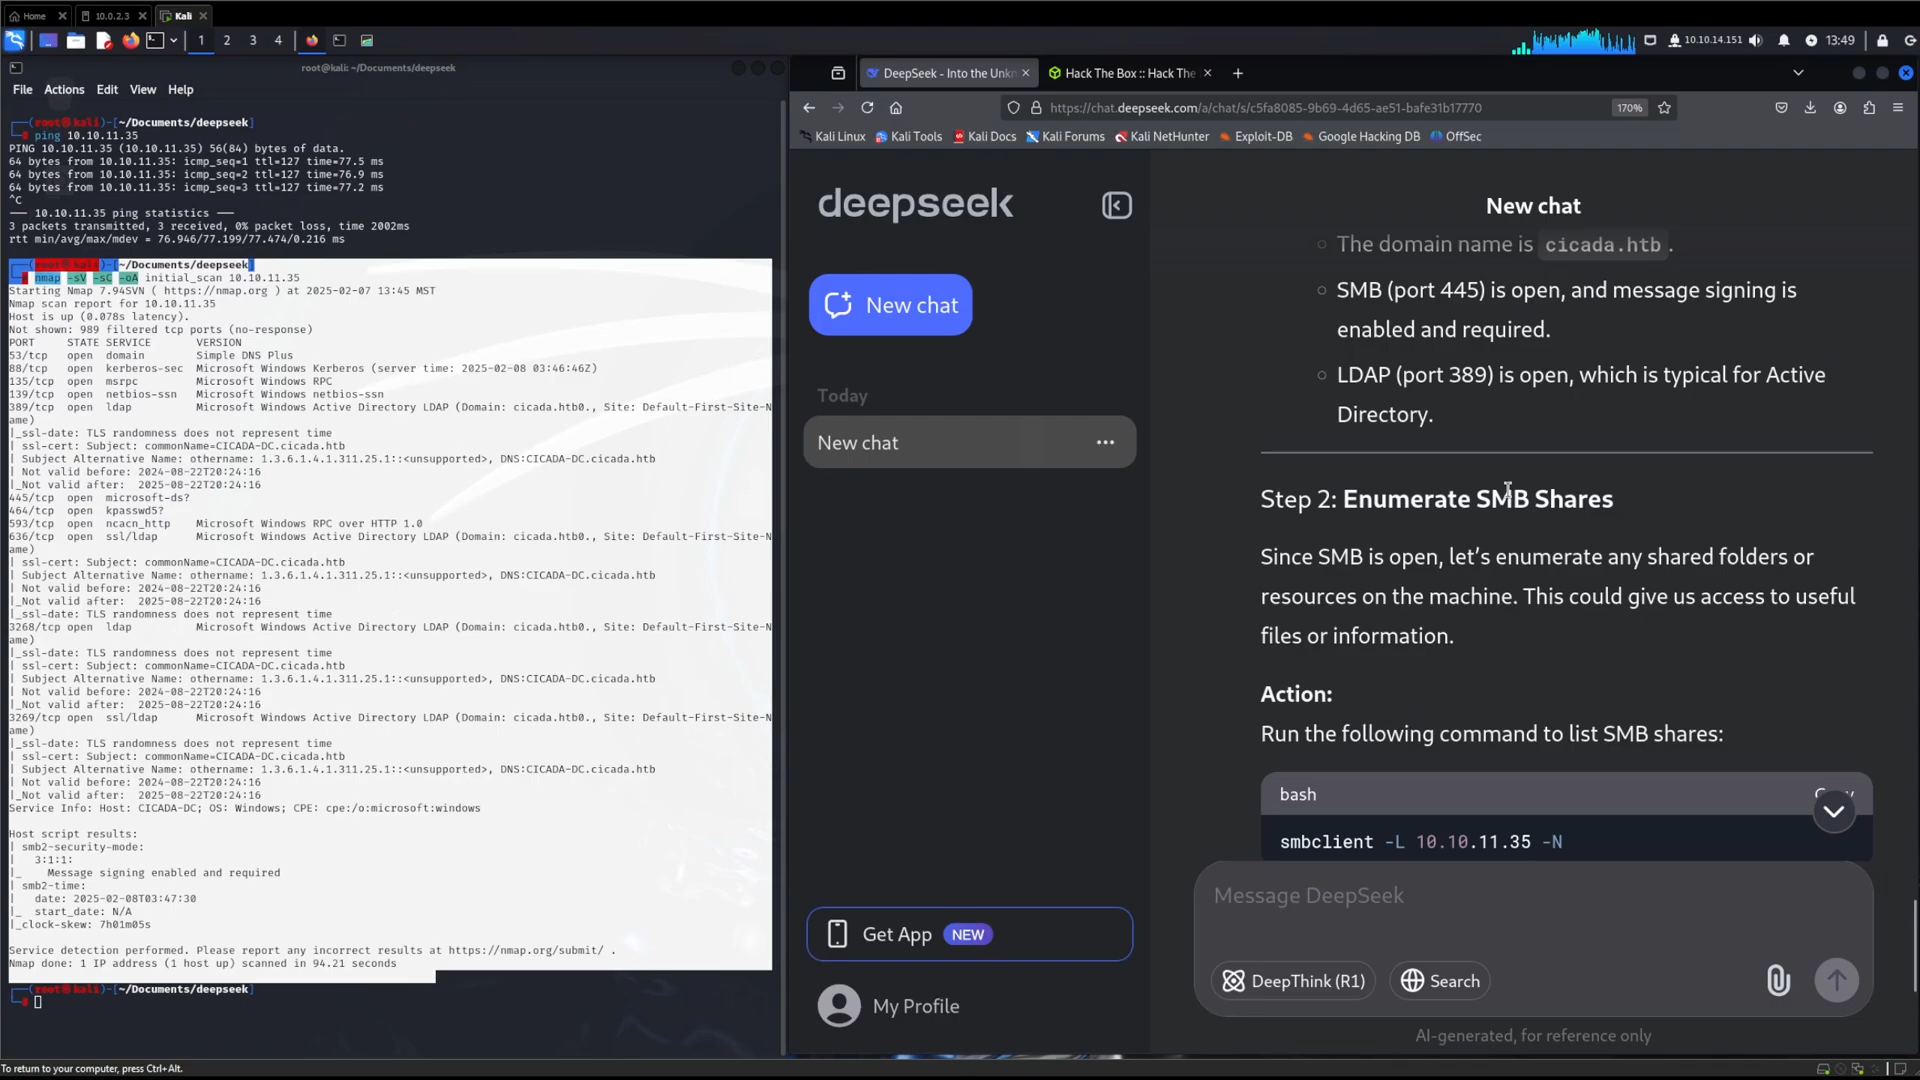 Home
10.0.2.3
Kali
1 2 3 4
10.10.14.151
13:49
root@kali: ~/Documents/deepseek
File Actions Edit View Help
(root@kali)-[~/Documents/deepseek]
ping 10.10.11.35
PING 10.10.11.35 (10.10.11.35) 56(84) bytes of data.
64 bytes from 10.10.11.35: icmp_seq=1 ttl=127 time=77.5 ms
64 bytes from 10.10.11.35: icmp_seq=2 ttl=127 time=76.9 ms
64 bytes from 10.10.11.35: icmp_seq=3 ttl=127 time=77.2 ms
^C
— 10.10.11.35 ping statistics —
3 packets transmitted, 3 received, 0% packet loss, time 2002ms
rtt min/avg/max/mdev = 76.946/77.199/77.474/0.216 ms
(root@kali)-[~/Documents/deepseek]
nmap -sV -sC -oA initial_scan 10.10.11.35
Starting Nmap 7.94SVN ( https://nmap.org ) at 2025-02-07 13:45 MST
Nmap scan report for 10.10.11.35
Host is up (0.078s latency).
Not shown: 989 filtered tcp ports (no-response)
PORT STATE SERVICE VERSION
53/tcp open domain Simple DNS Plus
88/tcp open kerberos-sec Microsoft Windows Kerberos (server time: 2025-02-08 03:46:46Z)
135/tcp open msrpc Microsoft Windows RPC
139/tcp open netbios-ssn Microsoft Windows netbios-ssn
389/tcp open ldap Microsoft Windows Active Directory LDAP (Domain: cicada.htb0., Site: Default-First-Site-N
ame)
|_ssl-date: TLS randomness does not represent time
| ssl-cert: Subject: commonName=CICADA-DC.cicada.htb
| Subject Alternative Name: othername: 1.3.6.1.4.1.311.25.1::<unsupported>, DNS:CICADA-DC.cicada.htb
| Not valid before: 2024-08-22T20:24:16
|_Not valid after: 2025-08-22T20:24:16
445/tcp open microsoft-ds?
464/tcp open kpasswd5?
593/tcp open ncacn_http Microsoft Windows RPC over HTTP 1.0
636/tcp open ssl/ldap Microsoft Windows Active Directory LDAP (Domain: cicada.htb0., Site: Default-First-Site-N
ame)
| ssl-cert: Subject: commonName=CICADA-DC.cicada.htb
| Subject Alternative Name: othername: 1.3.6.1.4.1.311.25.1::<unsupported>, DNS:CICADA-DC.cicada.htb
| Not valid before: 2024-08-22T20:24:16
|_Not valid after: 2025-08-22T20:24:16
|_ssl-date: TLS randomness does not represent time
3268/tcp open ldap Microsoft Windows Active Directory LDAP (Domain: cicada.htb0., Site: Default-First-Site-N
ame)
|_ssl-date: TLS randomness does not represent time
| ssl-cert: Subject: commonName=CICADA-DC.cicada.htb
| Subject Alternative Name: othername: 1.3.6.1.4.1.311.25.1::<unsupported>, DNS:CICADA-DC.cicada.htb
| Not valid before: 2024-08-22T20:24:16
|_Not valid after: 2025-08-22T20:24:16
3269/tcp open ssl/ldap Microsoft Windows Active Directory LDAP (Domain: cicada.htb0., Site: Default-First-Site-N
ame)
|_ssl-date: TLS randomness does not represent time
| ssl-cert: Subject: commonName=CICADA-DC.cicada.htb
| Subject Alternative Name: othername: 1.3.6.1.4.1.311.25.1::<unsupported>, DNS:CICADA-DC.cicada.htb
| Not valid before: 2024-08-22T20:24:16
|_Not valid after: 2025-08-22T20:24:16
Service Info: Host: CICADA-DC; OS: Windows; CPE: cpe:/o:microsoft:windows
Host script results:
| smb2-security-mode:
| 3:1:1:
|_ Message signing enabled and required
| smb2-time:
| date: 2025-02-08T03:47:30
|_ start_date: N/A
|_clock-skew: 7h01m05s
Service detection performed. Please report any incorrect results at https://nmap.org/submit/ .
Nmap done: 1 IP address (1 host up) scanned in 94.21 seconds
(root@kali)-[~/Documents/deepseek]
DeepSeek - Into the Unkn
Hack The Box :: Hack The
https://chat.deepseek.com/a/chat/s/c5fa8085-9b69-4d65-ae51-bafe31b17770
170%
Kali Linux
Kali Tools
Kali Docs
Kali Forums
Kali NetHunter
Exploit-DB
Google Hacking DB
OffSec
deepseek
New chat
Today
New chat
Get App NEW
My Profile
New chat
The domain name is cicada.htb .
SMB (port 445) is open, and message signing is
enabled and required.
LDAP (port 389) is open, which is typical for Active
Directory.
Step 2: Enumerate SMB Shares
Since SMB is open, let’s enumerate any shared folders or
resources on the machine. This could give us access to useful
files or information.
Action:
Run the following command to list SMB shares:
bash
smbclient -L 10.10.11.35 -N
Message DeepSeek
DeepThink (R1)
Search
AI-generated, for reference only
To return to your computer, press Ctrl+Alt.